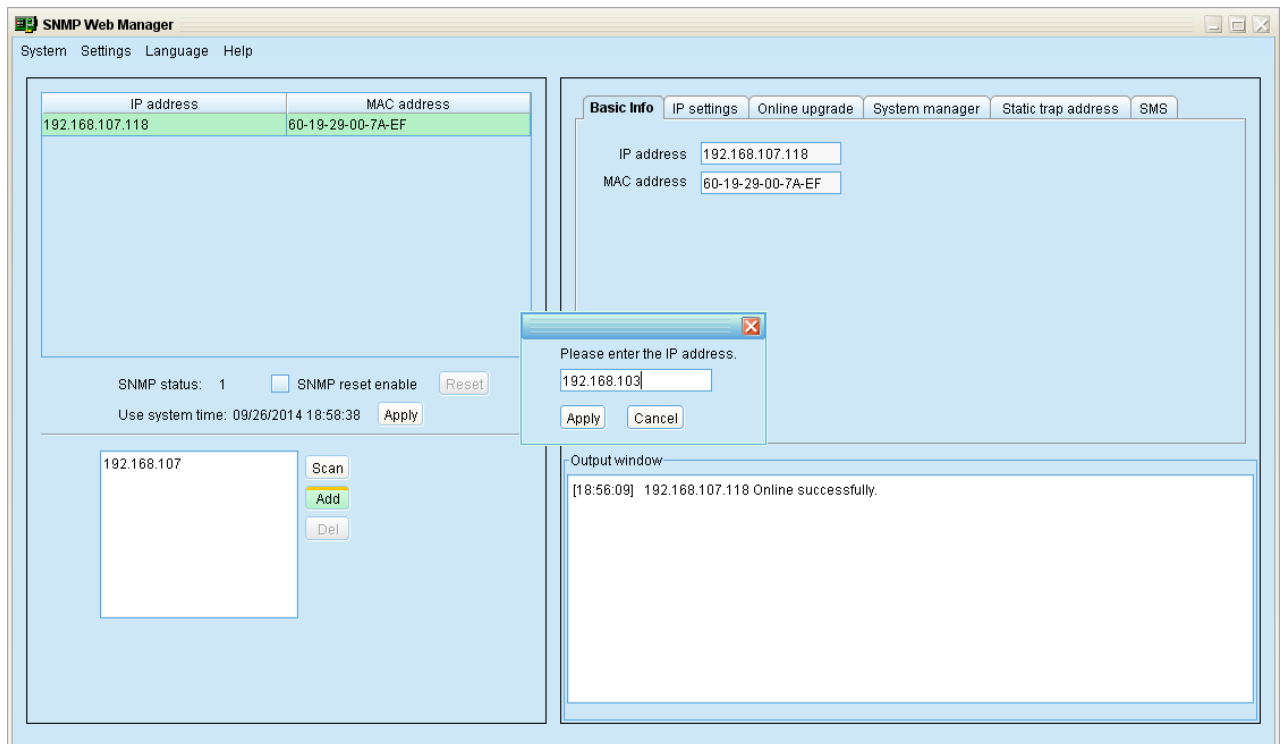 SNMP Web Manager
System Settings Language Help
IP address MAC address
192.168.107.118 60-19-29-00-7A-EF
SNMP status: 1 SNMP reset enable Reset
Use system time: 09/26/2014 18:58:38 Apply
192.168.107
Scan
Add
Del
Basic Info IP settings Online upgrade System manager Static trap address SMS
IP address 192.168.107.118
MAC address 60-19-29-00-7A-EF
Please enter the IP address.
192.168.103
Apply Cancel
Output window
[18:56:09] 192.168.107.118 Online successfully.